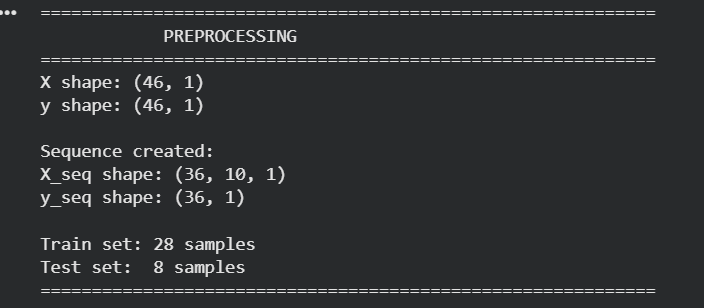 ============================================================
PREPROCESSING
============================================================
X shape: (46, 1)
y shape: (46, 1)
Sequence created:
X_seq shape: (36, 10, 1)
y_seq shape: (36, 1)
Train set: 28 samples
Test set:  8 samples
============================================================